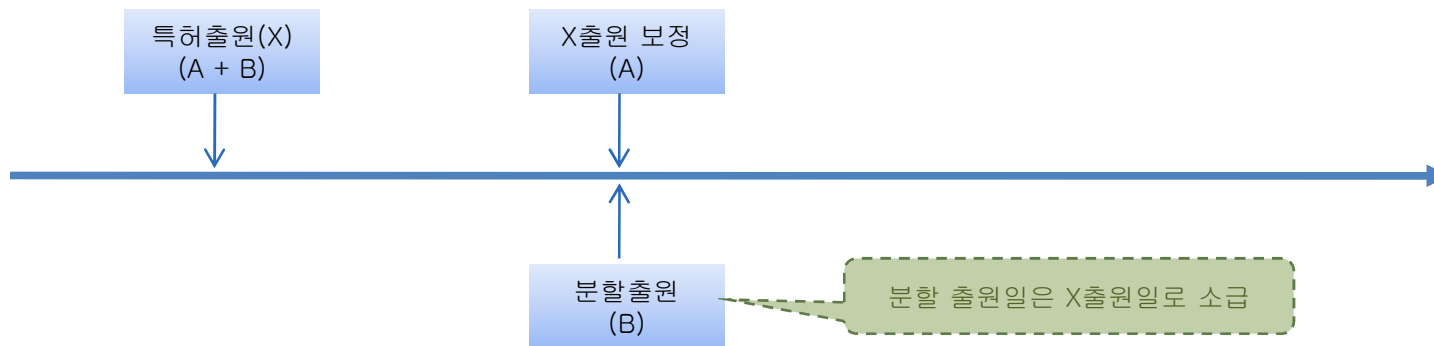 특허출원(X)
(A + B)
X출원 보정
(A)
분할출원
(B)
분할 출원일은 X출원일로 소급